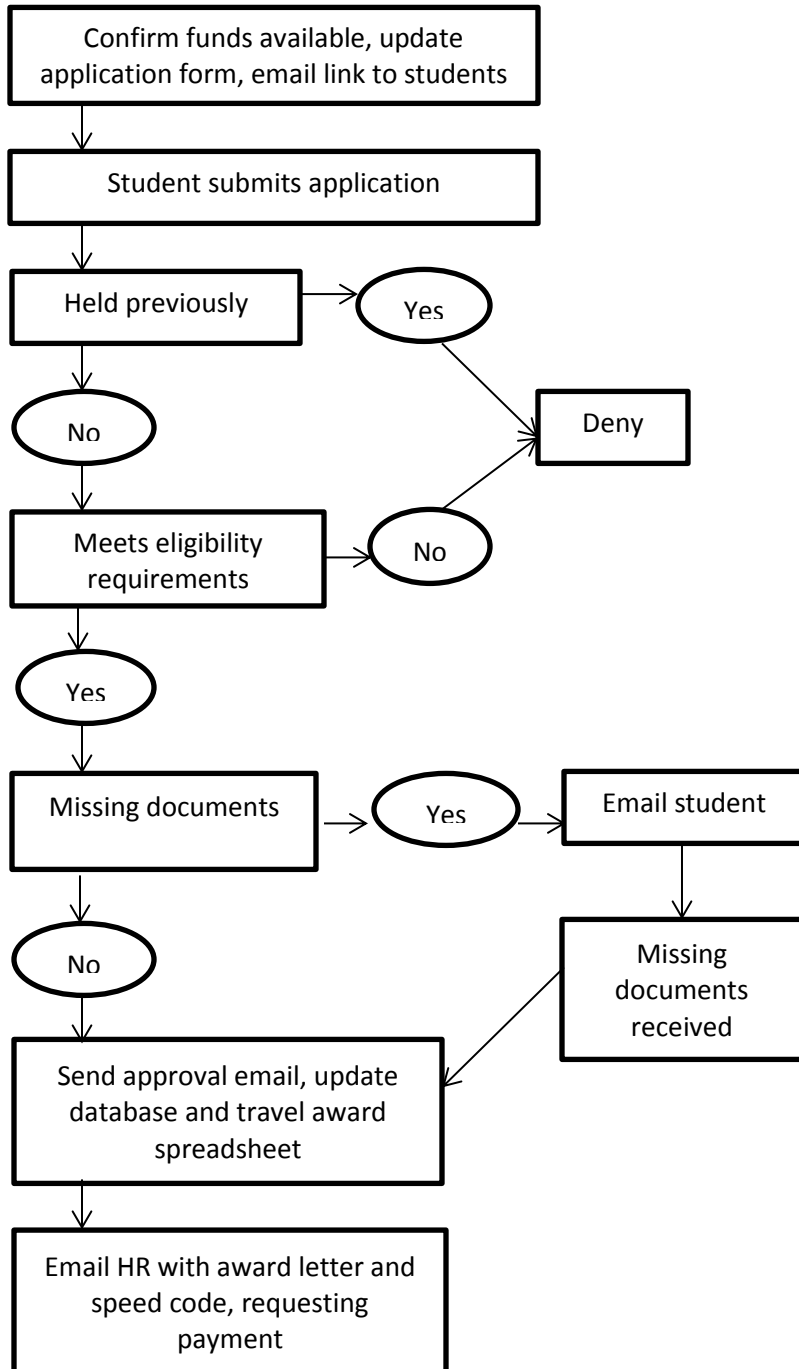 Confirm funds available, update
application form, email link to students
Student submits application
Held previously
Yes
No
Deny
Meets eligibility
requirements
No
Yes
Missing documents
Yes
Email student
No
Missing
documents
received
Send approval email, update
database and travel award
spreadsheet
Email HR with award letter and
speed code, requesting
payment